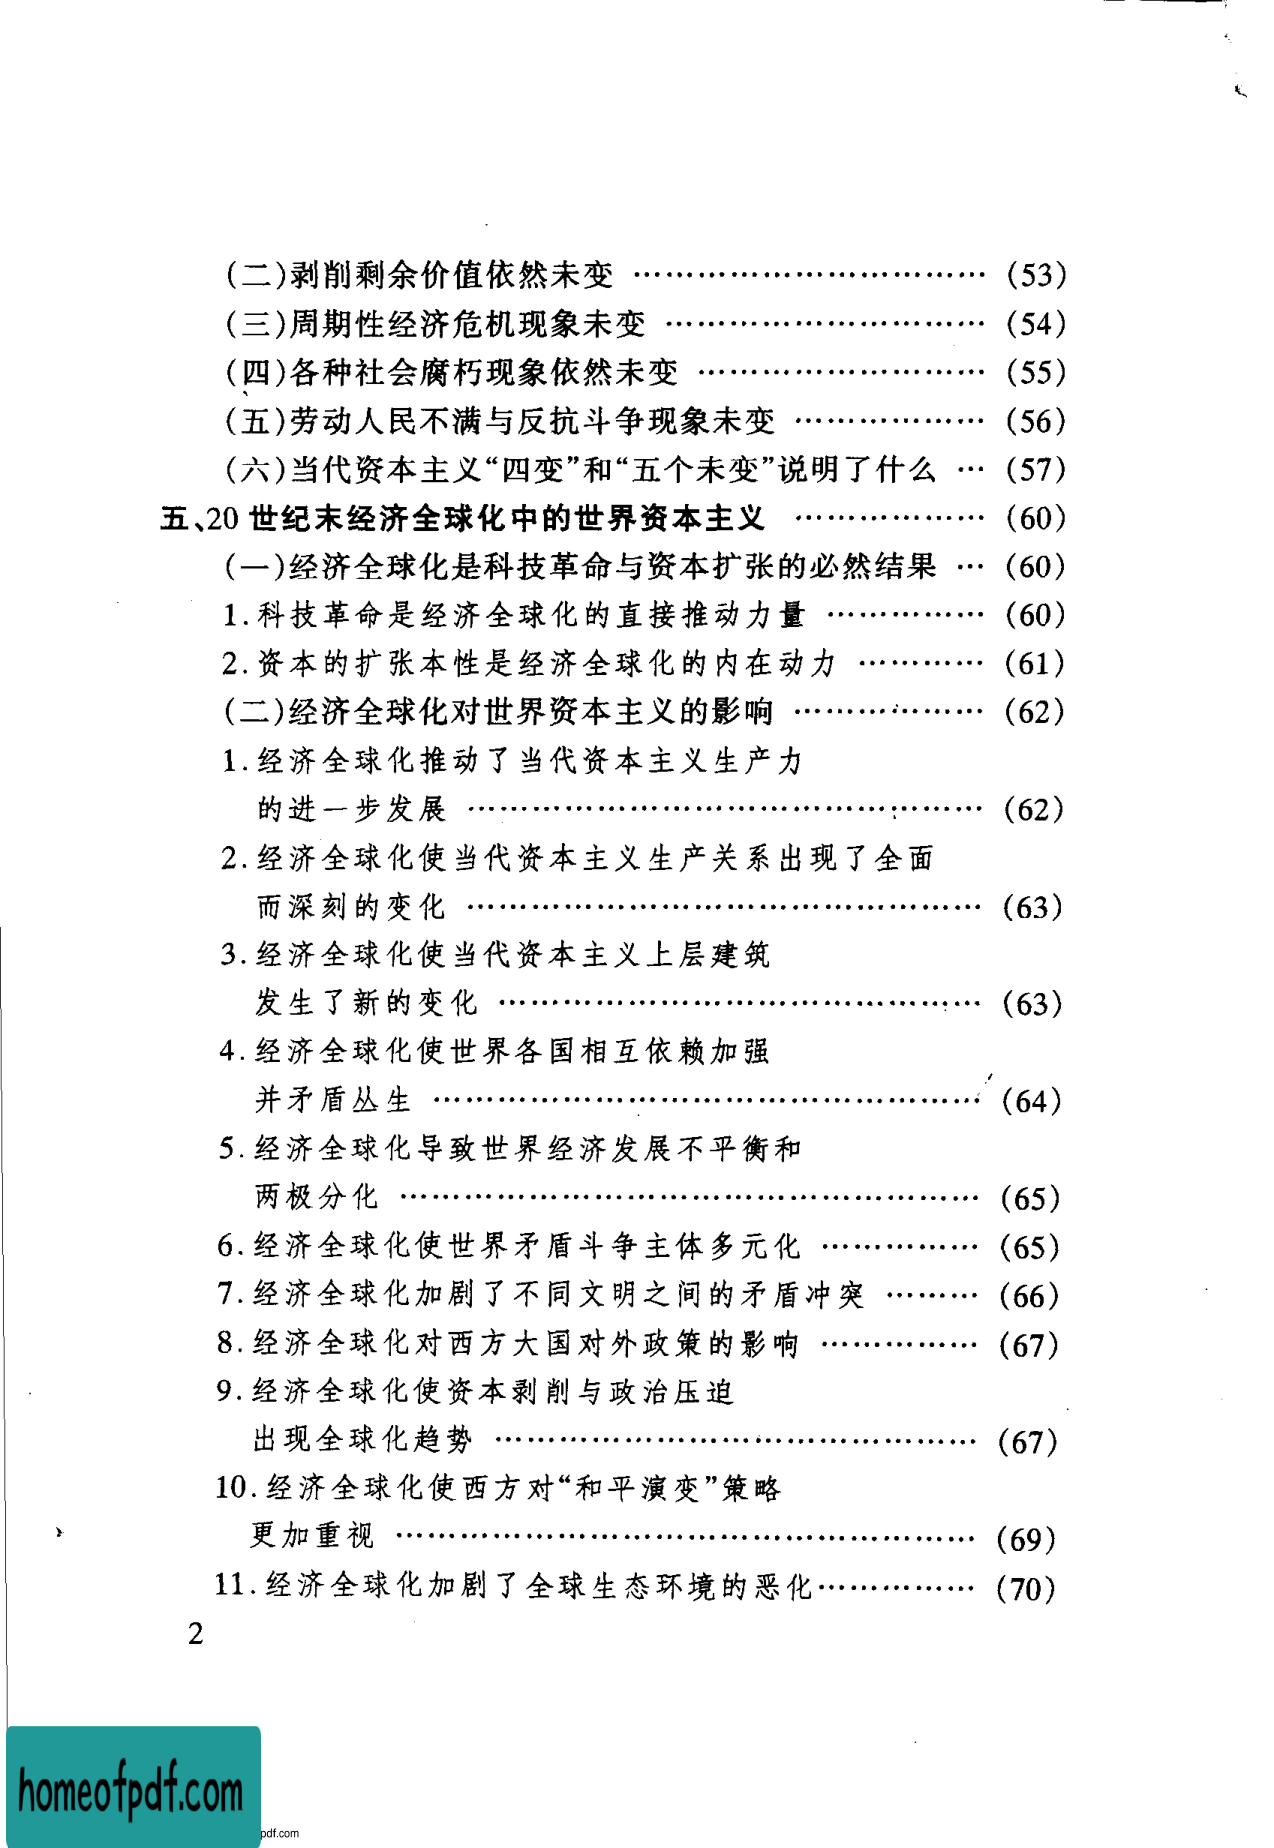 (二)剥削剩余价值依然未变 …………………………… (53)
(三)周期性经济危机现象未变 ………………………… (54)
(四)各种社会腐朽现象依然未变 ……………………… (55)
(五)劳动人民不满与反抗斗争现象未变 ……………… (56)
(六)当代资本主义“四变”和“五个未变”说明了什么 … (57)
五、20世纪末经济全球化中的世界资本主义 ……………… (60)
(一)经济全球化是科技革命与资本扩张的必然结果 … (60)
1.科技革命是经济全球化的直接推动力量 …………… (60)
2.资本的扩张本性是经济全球化的内在动力 ………… (61)
(二)经济全球化对世界资本主义的影响 ……………… (62)
1.经济全球化推动了当代资本主义生产力
的进一步发展 ………………………………………… (62)
2.经济全球化使当代资本主义生产关系出现了全面
而深刻的变化 ………………………………………… (63)
3.经济全球化使当代资本主义上层建筑
发生了新的变化 ……………………………………… (63)
4.经济全球化使世界各国相互依赖加强
并矛盾丛生 …………………………………………… (64)
5.经济全球化导致世界经济发展不平衡和
两极分化 ……………………………………………… (65)
6.经济全球化使世界矛盾斗争主体多元化 …………… (65)
7.经济全球化加剧了不同文明之间的矛盾冲突 ……… (66)
8.经济全球化对西方大国对外政策的影响 …………… (67)
9.经济全球化使资本剥削与政治压迫
出现全球化趋势 ……………………………………… (67)
10.经济全球化使西方对“和平演变”策略
更加重视 ……………………………………………… (69)
11.经济全球化加剧了全球生态环境的恶化…………… (70)
2
homeofpdf.com
pdf.com